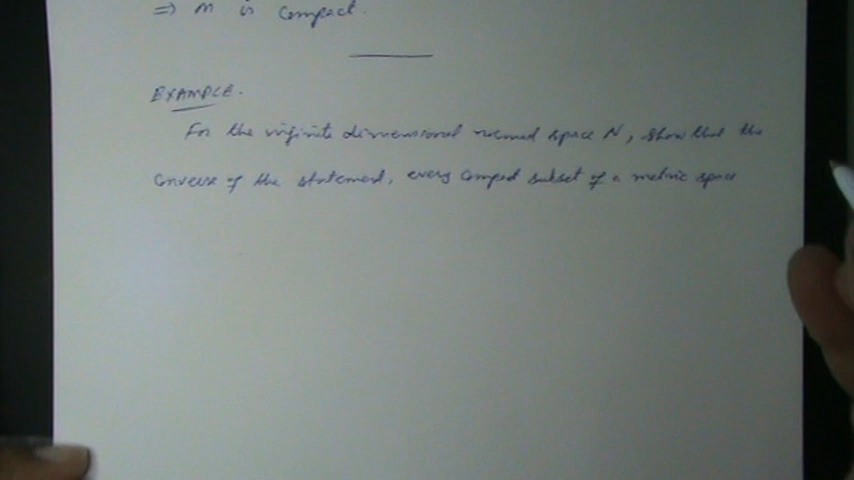 => M is Compact.
EXAMPLE.
For the infinite dimensional normed space N, show that the
Converse of the statement, every compact subset of a metric space